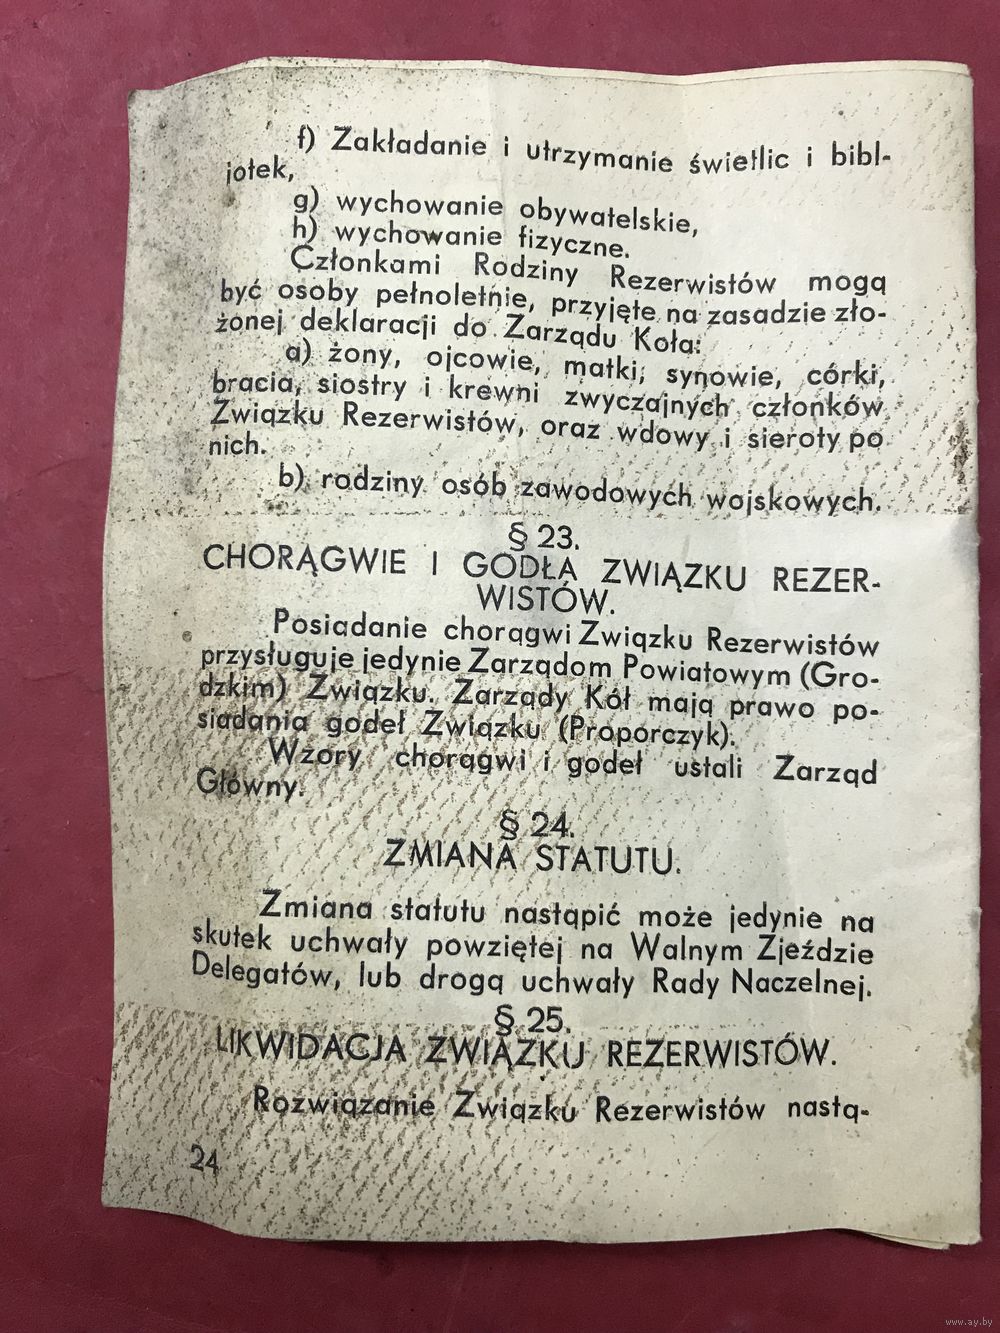 f) Zakładanie i utrzymanie świetlic i bibl-
jotek,
g) wychowanie obywatelskie,
h) wychowanie fizyczne.
Członkami Rodziny Rezerwistów mogą
być osoby pełnoletnie, przyjęte na zasadzie zło-
żonej deklaracji do Zarządu Koła:
a) żony, ojcowie, matki, synowie, córki,
bracia, siostry i krewni zwyczajnych członków
Związku Rezerwistów, oraz wdowy i sieroty po
nich.
b) rodziny osób zawodowych wojskowych.
§ 23.
CHORĄGWIE I GODŁA ZWIĄZKU REZER-
WISTÓW.
Posiadanie chorągwi Związku Rezerwistów
przysługuje jedynie Zarządom Powiatowym (Gro-
dzkim) Związku. Zarządy Kół mają prawo po-
siadania godeł Związku (Proporczyk).
Wzory chorągwi i godeł ustali Zarząd
Główny.
§ 24.
ZMIANA STATUTU.
Zmiana statutu nastąpić może jedynie na
skutek uchwały powziętej na Walnym Zjeździe
Delegatów, lub drogą uchwały Rady Naczelnej.
§ 25.
LIKWIDACJA ZWIĄZKU REZERWISTÓW.
Rozwiązanie Związku Rezerwistów nastą-
24
www.ay.by